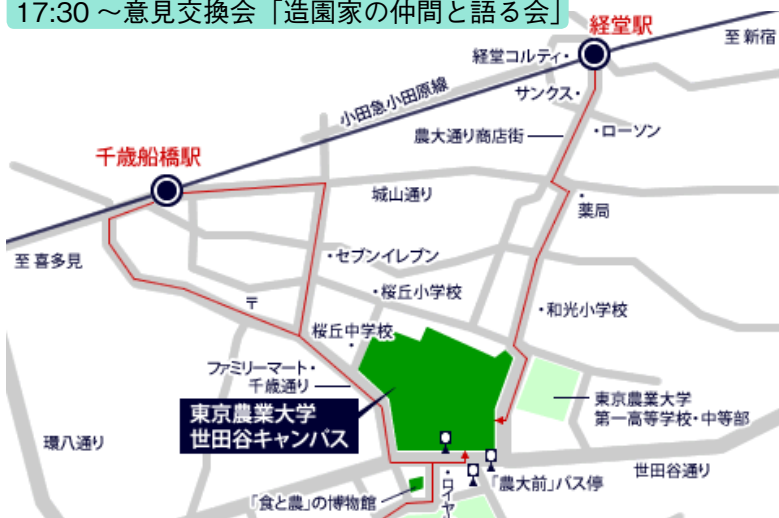 17:30 ～意見交換会「造園家の仲間と語る会」
経堂駅
至 新宿
経堂コルティ・
サンクス・
小田急小田原線
農大通り商店街
・ローソン
千歳船橋駅
城山通り
・薬局
至 喜多見
・セブンイレブン
・桜丘小学校
〒
・和光小学校
桜丘中学校
ファミリーマート・
千歳通り
東京農業大学
世田谷キャンパス
東京農業大学
第一高等学校・中等部
環八通り
世田谷通り
「農大前」バス停
「食と農」の博物館
・ロイヤ